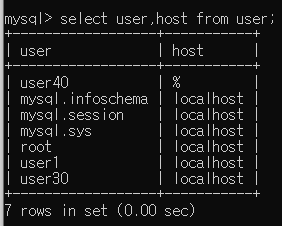 mysql> select user,host from user;
+------------------+-----------+
| user             | host      |
+------------------+-----------+
| user40           | %         |
| mysql.infoschema | localhost |
| mysql.session    | localhost |
| mysql.sys        | localhost |
| root             | localhost |
| user1            | localhost |
| user30           | localhost |
+------------------+-----------+
7 rows in set (0.00 sec)